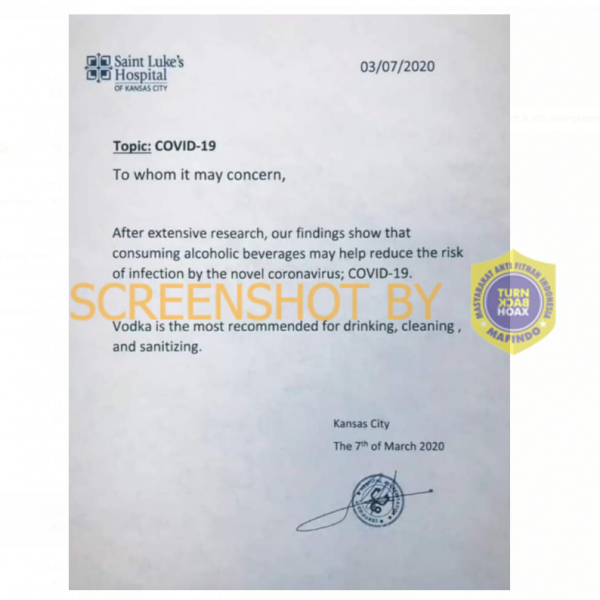 Saint Luke's
Hospital
OF KANSAS CITY
03/07/2020
Topic: COVID-19
To whom it may concern,
After extensive research, our findings show that
consuming alcoholic beverages may help reduce the risk
of infection by the novel coronavirus; COVID-19.
SCREENSHOT BY
MASYARAKAT ANTI FITNAH INDONESIA
TURN
BACK
HOAX
MAFINDO
Vodka is the most recommended for drinking, cleaning ,
and sanitizing.
Kansas City
The 7th of March 2020